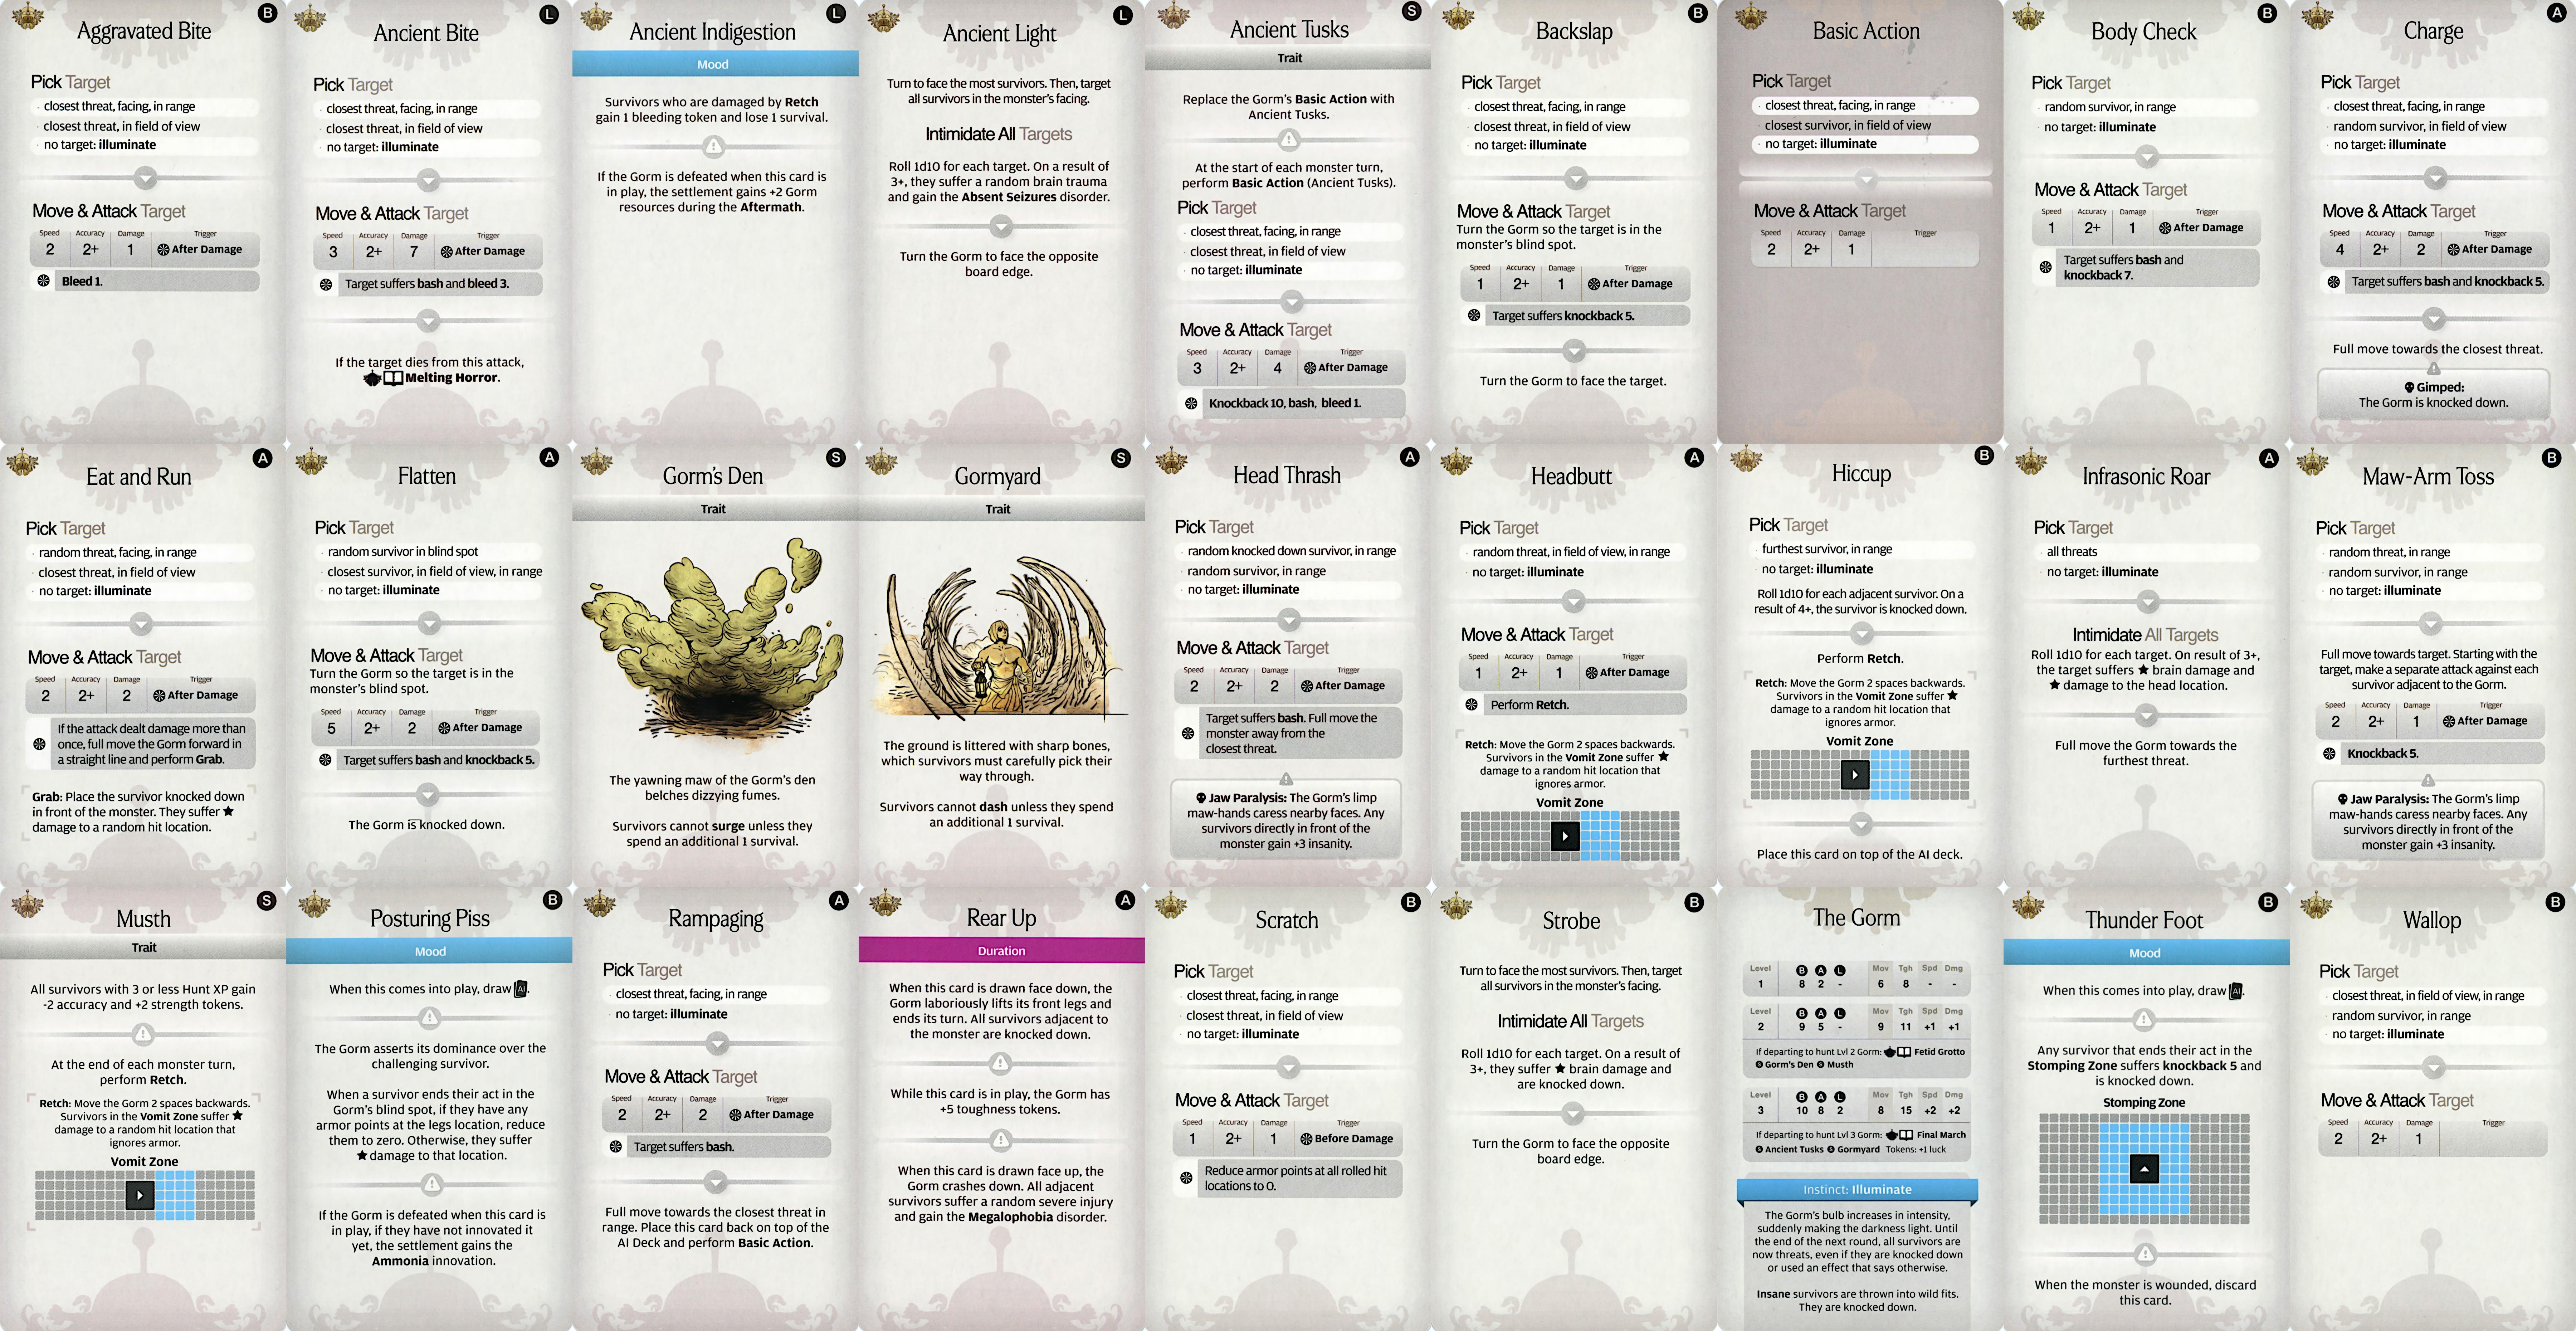 Aggravated Bite
B
Pick Target
· closest threat, facing, in range
· closest threat, in field of view
· no target: illuminate
Move & Attack Target
Speed Accuracy Damage Trigger
2 2+ 1 After Damage
Bleed 1.
Ancient Bite
L
Pick Target
· closest threat, facing, in range
· closest threat, in field of view
· no target: illuminate
Move & Attack Target
Speed Accuracy Damage Trigger
3 2+ 7 After Damage
Target suffers bash and bleed 3.
If the target dies from this attack,
Melting Horror.
Ancient Indigestion
L
Mood
Survivors who are damaged by Retch
gain 1 bleeding token and lose 1 survival.
If the Gorm is defeated when this card is
in play, the settlement gains +2 Gorm
resources during the Aftermath.
Ancient Light
L
Turn to face the most survivors. Then, target
all survivors in the monster's facing.
Intimidate All Targets
Roll 1d10 for each target. On a result of
3+, they suffer a random brain trauma
and gain the Absent Seizures disorder.
Turn the Gorm to face the opposite
board edge.
Ancient Tusks
S
Trait
Replace the Gorm's Basic Action with
Ancient Tusks.
At the start of each monster turn,
perform Basic Action (Ancient Tusks).
Pick Target
· closest threat, facing, in range
· closest threat, in field of view
· no target: illuminate
Move & Attack Target
Speed Accuracy Damage Trigger
3 2+ 4 After Damage
Knockback 10, bash, bleed 1.
Backslap
B
Pick Target
· closest threat, facing, in range
· closest threat, in field of view
· no target: illuminate
Move & Attack Target
Turn the Gorm so the target is in the
monster's blind spot.
Speed Accuracy Damage Trigger
1 2+ 1 After Damage
Target suffers knockback 5.
Turn the Gorm to face the target.
Basic Action
Pick Target
· closest threat, facing, in range
· closest survivor, in field of view
· no target: illuminate
Move & Attack Target
Speed Accuracy Damage Trigger
2 2+ 1
Body Check
B
Pick Target
· random survivor, in range
· no target: illuminate
Move & Attack Target
Speed Accuracy Damage Trigger
1 2+ 1 After Damage
Target suffers bash and
knockback 7.
Charge
A
Pick Target
· closest threat, facing, in range
· random survivor, in field of view
· no target: illuminate
Move & Attack Target
Speed Accuracy Damage Trigger
4 2+ 2 After Damage
Target suffers bash and knockback 5.
Full move towards the closest threat.
Gimped:
The Gorm is knocked down.
Eat and Run
A
Pick Target
· random threat, facing, in range
· closest threat, in field of view
· no target: illuminate
Move & Attack Target
Speed Accuracy Damage Trigger
2 2+ 2 After Damage
If the attack dealt damage more than
once, full move the Gorm forward in
a straight line and perform Grab.
Grab: Place the survivor knocked down
in front of the monster. They suffer ★
damage to a random hit location.
Flatten
A
Pick Target
· random survivor in blind spot
· closest survivor, in field of view, in range
· no target: illuminate
Move & Attack Target
Turn the Gorm so the target is in the
monster's blind spot.
Speed Accuracy Damage Trigger
5 2+ 2 After Damage
Target suffers bash and knockback 5.
The Gorm is knocked down.
Gorm's Den
S
Trait
The yawning maw of the Gorm's den
belches dizzying fumes.
Survivors cannot surge unless they
spend an additional 1 survival.
Gormyard
S
Trait
The ground is littered with sharp bones,
which survivors must carefully pick their
way through.
Survivors cannot dash unless they spend
an additional 1 survival.
Head Thrash
A
Pick Target
· random knocked down survivor, in range
· random survivor, in range
· no target: illuminate
Move & Attack Target
Speed Accuracy Damage Trigger
2 2+ 2 After Damage
Target suffers bash. Full move the
monster away from the
closest threat.
Jaw Paralysis: The Gorm's limp
maw-hands caress nearby faces. Any
survivors directly in front of the
monster gain +3 insanity.
Headbutt
A
Pick Target
· random threat, in field of view, in range
· no target: illuminate
Move & Attack Target
Speed Accuracy Damage Trigger
1 2+ 1 After Damage
Perform Retch.
Retch: Move the Gorm 2 spaces backwards.
Survivors in the Vomit Zone suffer ★
damage to a random hit location that
ignores armor.
Vomit Zone
Hiccup
B
Pick Target
· furthest survivor, in range
· no target: illuminate
Roll 1d10 for each adjacent survivor. On a
result of 4+, the survivor is knocked down.
Perform Retch.
Retch: Move the Gorm 2 spaces backwards.
Survivors in the Vomit Zone suffer ★
damage to a random hit location that
ignores armor.
Vomit Zone
Place this card on top of the AI deck.
Infrasonic Roar
A
Pick Target
· all threats
· no target: illuminate
Intimidate All Targets
Roll 1d10 for each target. On result of 3+,
the target suffers ★ brain damage and
★ damage to the head location.
Full move the Gorm towards the
furthest threat.
Maw-Arm Toss
B
Pick Target
· random threat, in range
· random survivor, in range
· no target: illuminate
Full move towards target. Starting with the
target, make a separate attack against each
survivor adjacent to the Gorm.
Speed Accuracy Damage Trigger
2 2+ 1 After Damage
Knockback 5.
Jaw Paralysis: The Gorm's limp
maw-hands caress nearby faces. Any
survivors directly in front of the
monster gain +3 insanity.
Musth
S
Trait
All survivors with 3 or less Hunt XP gain
-2 accuracy and +2 strength tokens.
At the end of each monster turn,
perform Retch.
Retch: Move the Gorm 2 spaces backwards.
Survivors in the Vomit Zone suffer ★
damage to a random hit location that
ignores armor.
Vomit Zone
Posturing Piss
B
Mood
When this comes into play, draw AI.
The Gorm asserts its dominance over the
challenging survivor.
When a survivor ends their act in the
Gorm's blind spot, if they have any
armor points at the legs location, reduce
them to zero. Otherwise, they suffer
★ damage to that location.
If the Gorm is defeated when this card is
in play, if they have not innovated it
yet, the settlement gains the
Ammonia innovation.
Rampaging
A
Pick Target
· closest threat, facing, in range
· no target: illuminate
Move & Attack Target
Speed Accuracy Damage Trigger
2 2+ 2 After Damage
Target suffers bash.
Full move towards the closest threat in
range. Place this card back on top of the
AI Deck and perform Basic Action.
Rear Up
A
Duration
When this card is drawn face down, the
Gorm laboriously lifts its front legs and
ends its turn. All survivors adjacent to
the monster are knocked down.
While this card is in play, the Gorm has
+5 toughness tokens.
When this card is drawn face up, the
Gorm crashes down. All adjacent
survivors suffer a random severe injury
and gain the Megalophobia disorder.
Scratch
B
Pick Target
· closest threat, facing, in range
· closest threat, in field of view
· no target: illuminate
Move & Attack Target
Speed Accuracy Damage Trigger
1 2+ 1 Before Damage
Reduce armor points at all rolled hit
locations to 0.
Strobe
B
Turn to face the most survivors. Then, target
all survivors in the monster's facing.
Intimidate All Targets
Roll 1d10 for each target. On a result of
3+, they suffer ★ brain damage and
are knocked down.
Turn the Gorm to face the opposite
board edge.
The Gorm
Level B A L Mov Tgh Spd Dmg
1 8 2 - 6 8 - -
Level B A L Mov Tgh Spd Dmg
2 9 5 - 9 11 +1 +1
If departing to hunt Lvl 2 Gorm: Fetid Grotto
S Gorm's Den S Musth
Level B A L Mov Tgh Spd Dmg
3 10 8 2 8 15 +2 +2
If departing to hunt Lvl 3 Gorm: Final March
S Ancient Tusks S Gormyard Tokens: +1 luck
Instinct: Illuminate
The Gorm's bulb increases in intensity,
suddenly making the darkness light. Until
the end of the next round, all survivors are
now threats, even if they are knocked down
or used an effect that says otherwise.
Insane survivors are thrown into wild fits.
They are knocked down.
Thunder Foot
B
Mood
When this comes into play, draw AI.
Any survivor that ends their act in the
Stomping Zone suffers knockback 5 and
is knocked down.
Stomping Zone
When the monster is wounded, discard
this card.
Wallop
B
Pick Target
· closest threat, in field of view, in range
· random survivor, in range
· no target: illuminate
Move & Attack Target
Speed Accuracy Damage Trigger
2 2+ 1